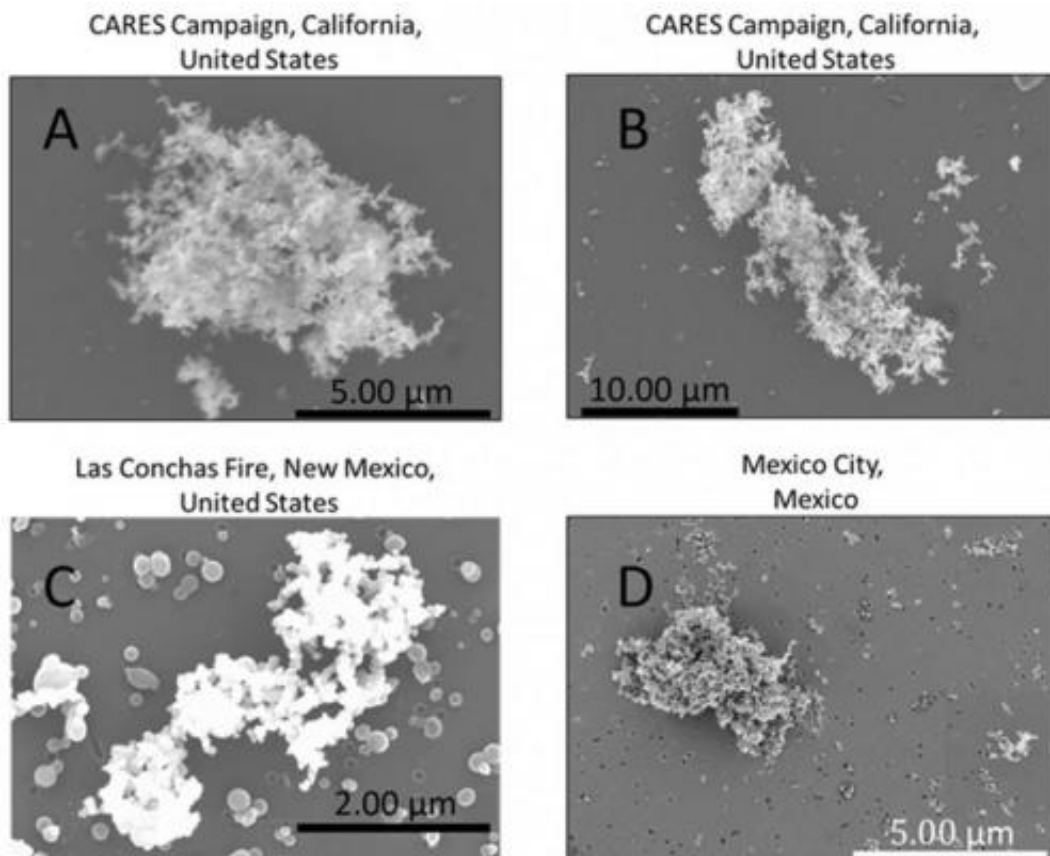 CARES Campaign, California,
United States
A
5.00 μm
CARES Campaign, California,
United States
B
10.00 μm
Las Conchas Fire, New Mexico,
United States
C
2.00 μm
Mexico City,
Mexico
D
5.00 μm